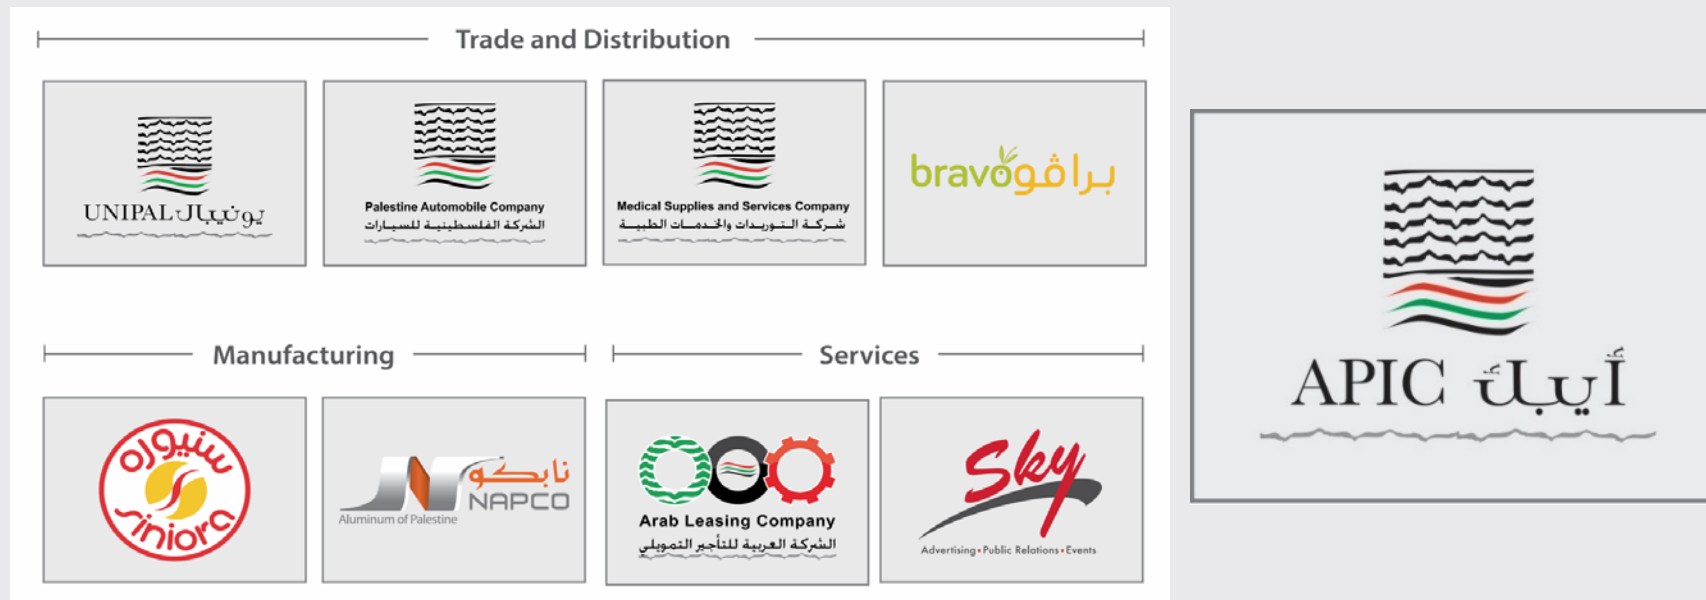 Trade and Distribution
UNIPAL يونيبال
Palestine Automobile Company
الشركة الفلسطينية للسيارات
Medical Supplies and Services Company
شركة التوريدات والخدمات الطبية
bravo براڤو
Manufacturing
Services
سنيورة
Siniora
نابكو
NAPCO
Aluminum of Palestine
Arab Leasing Company
الشركة العربية للتأجير التمويلي
Sky
Advertising • Public Relations • Events
APIC أيبك